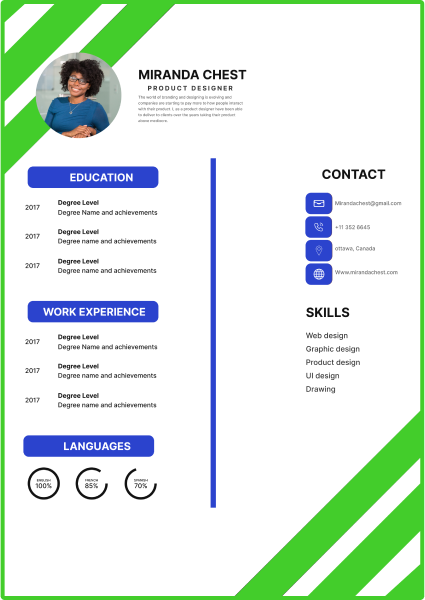 MIRANDA CHEST
PRODUCT DESIGNER
The world of branding and designing is evolving and
companies are starting to pay more to how people interact
with their product I, as a product designer have been able
to deliver to clients over the years taking their product
above mediocre.
EDUCATION
2017
Degree Level
Degree Name and achievements
2017
Degree Level
Degree name and achievements
2017
Degree Level
Degree name and achievements
WORK EXPERIENCE
2017
Degree Level
Degree Name and achievements
2017
Degree Level
Degree name and achievements
2017
Degree Level
Degree name and achievements
LANGUAGES
ENGLISH
100%
FRENCH
85%
SPANISH
70%
CONTACT
Mirandachest@gmail.com
+11 352 6645
ottawa, Canada
Www.mirandachest.com
SKILLS
Web design
Graphic design
Product design
UI design
Drawing